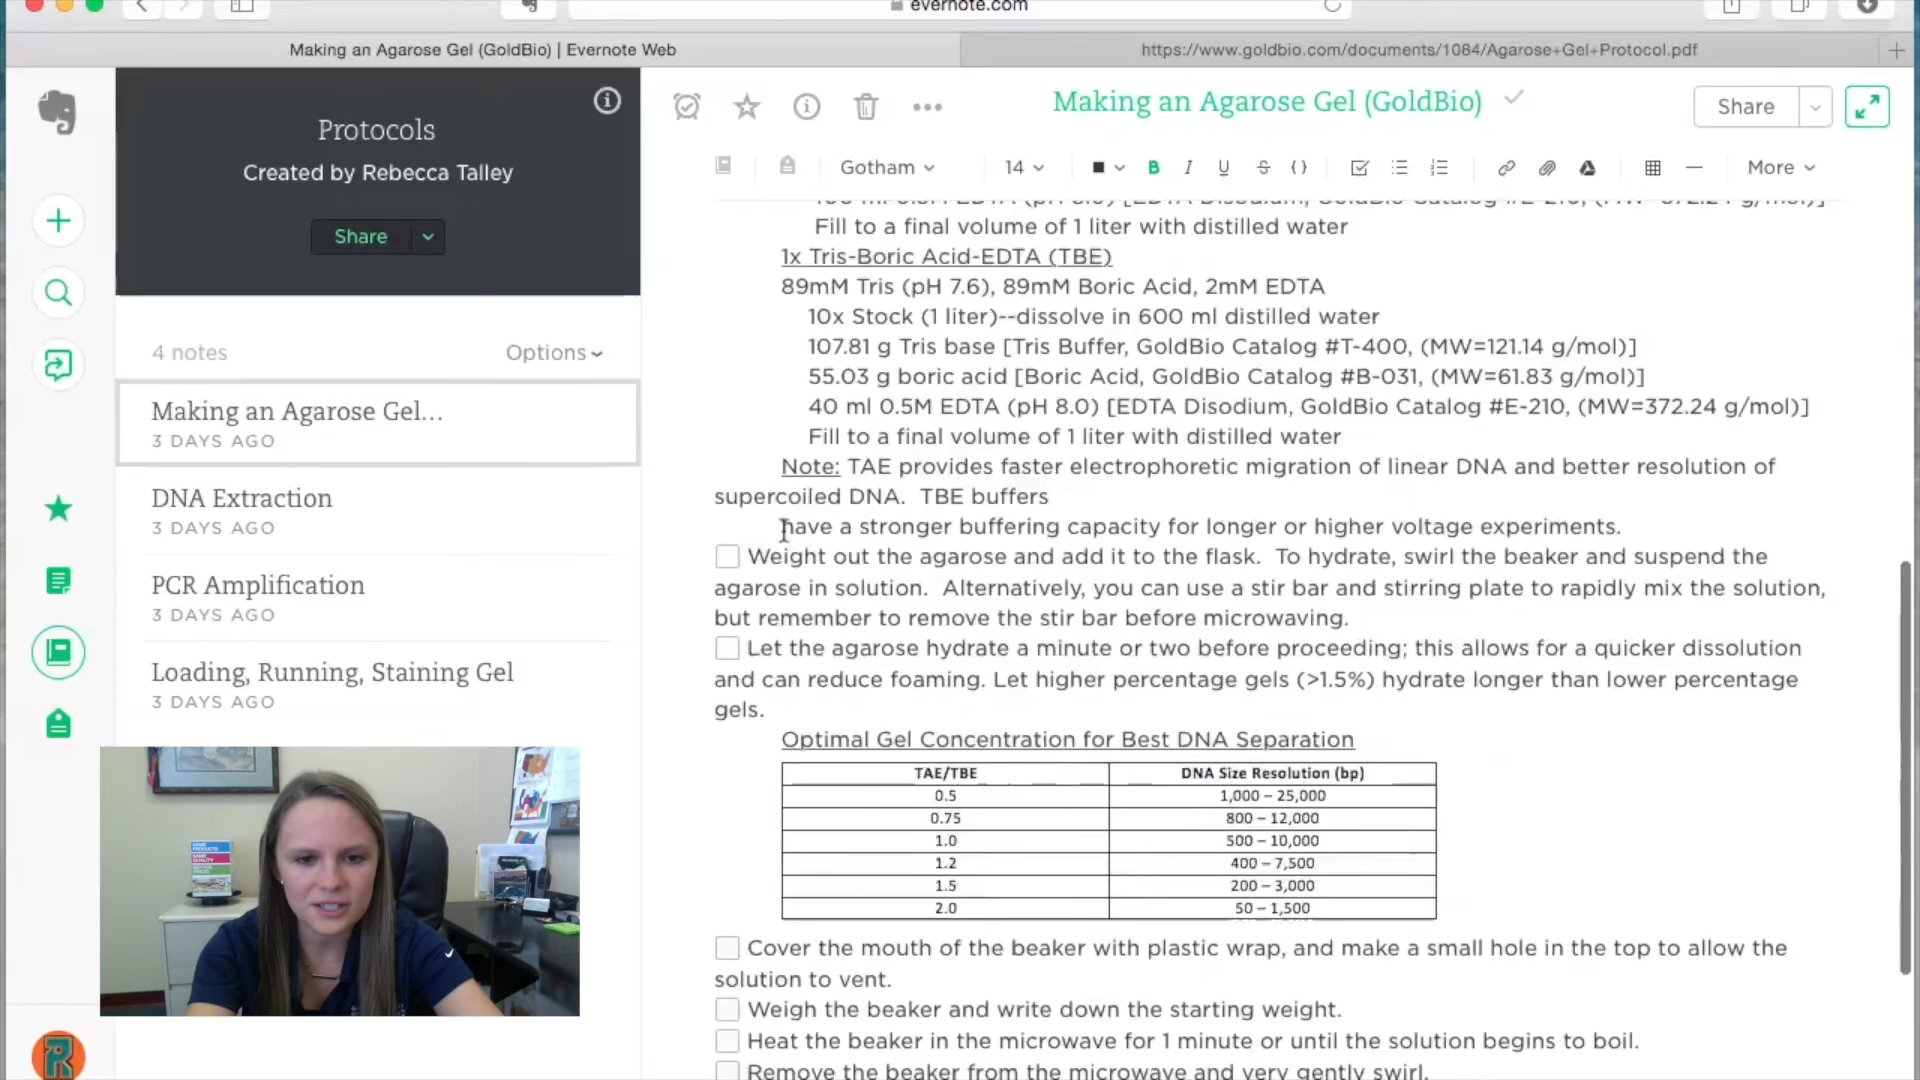 evernote.com
Making an Agarose Gel (GoldBio) | Evernote Web
https://www.goldbio.com/documents/1084/Agarose+Gel+Protocol.pdf
Protocols
Created by Rebecca Talley
Share
4 notes
Options
Making an Agarose Gel...
3 DAYS AGO
DNA Extraction
3 DAYS AGO
PCR Amplification
3 DAYS AGO
Loading, Running, Staining Gel
3 DAYS AGO
Making an Agarose Gel (GoldBio)
Share
Gotham
14
B I U S {}
More
Fill to a final volume of 1 liter with distilled water
1x Tris-Boric Acid-EDTA (TBE)
89mM Tris (pH 7.6), 89mM Boric Acid, 2mM EDTA
10x Stock (1 liter)--dissolve in 600 ml distilled water
107.81 g Tris base [Tris Buffer, GoldBio Catalog #T-400, (MW=121.14 g/mol)]
55.03 g boric acid [Boric Acid, GoldBio Catalog #B-031, (MW=61.83 g/mol)]
40 ml 0.5M EDTA (pH 8.0) [EDTA Disodium, GoldBio Catalog #E-210, (MW=372.24 g/mol)]
Fill to a final volume of 1 liter with distilled water
Note: TAE provides faster electrophoretic migration of linear DNA and better resolution of
supercoiled DNA.  TBE buffers
have a stronger buffering capacity for longer or higher voltage experiments.
Weight out the agarose and add it to the flask.  To hydrate, swirl the beaker and suspend the
agarose in solution.  Alternatively, you can use a stir bar and stirring plate to rapidly mix the solution,
but remember to remove the stir bar before microwaving.
Let the agarose hydrate a minute or two before proceeding; this allows for a quicker dissolution
and can reduce foaming. Let higher percentage gels (>1.5%) hydrate longer than lower percentage
gels.
Optimal Gel Concentration for Best DNA Separation
TAE/TBE DNA Size Resolution (bp)
0.5 1,000 – 25,000
0.75 800 – 12,000
1.0 500 – 10,000
1.2 400 – 7,500
1.5 200 – 3,000
2.0 50 – 1,500
Cover the mouth of the beaker with plastic wrap, and make a small hole in the top to allow the
solution to vent.
Weigh the beaker and write down the starting weight.
Heat the beaker in the microwave for 1 minute or until the solution begins to boil.
Remove the beaker from the microwave and very gently swirl.